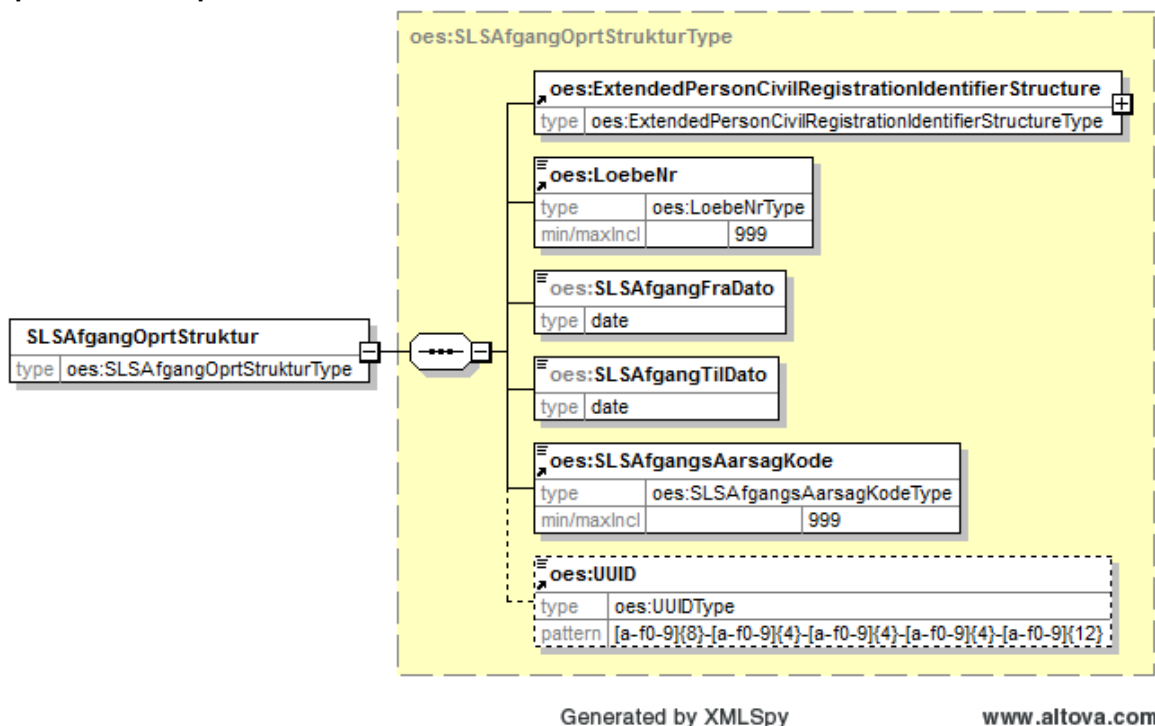 oes:SLSAfgangOprtStrukturType
oes:ExtendedPersonCivilRegistrationIdentifierStructure
type oes:ExtendedPersonCivilRegistrationIdentifierStructureType
oes:LoebeNr
type oes:LoebeNrType
min/maxIncl 999
oes:SLSAfgangFraDato
type date
SLSAfgangOprtStruktur
type oes:SLSAfgangOprtStrukturType
oes:SLSAfgangTilDato
type date
oes:SLSAfgangsAarsagKode
type oes:SLSAfgangsAarsagKodeType
min/maxIncl 999
oes:UUID
type oes:UUIDType
pattern [a-f0-9]{8}-[a-f0-9]{4}-[a-f0-9]{4}-[a-f0-9]{4}-[a-f0-9]{12}
Generated by XMLSpy www.altova.com